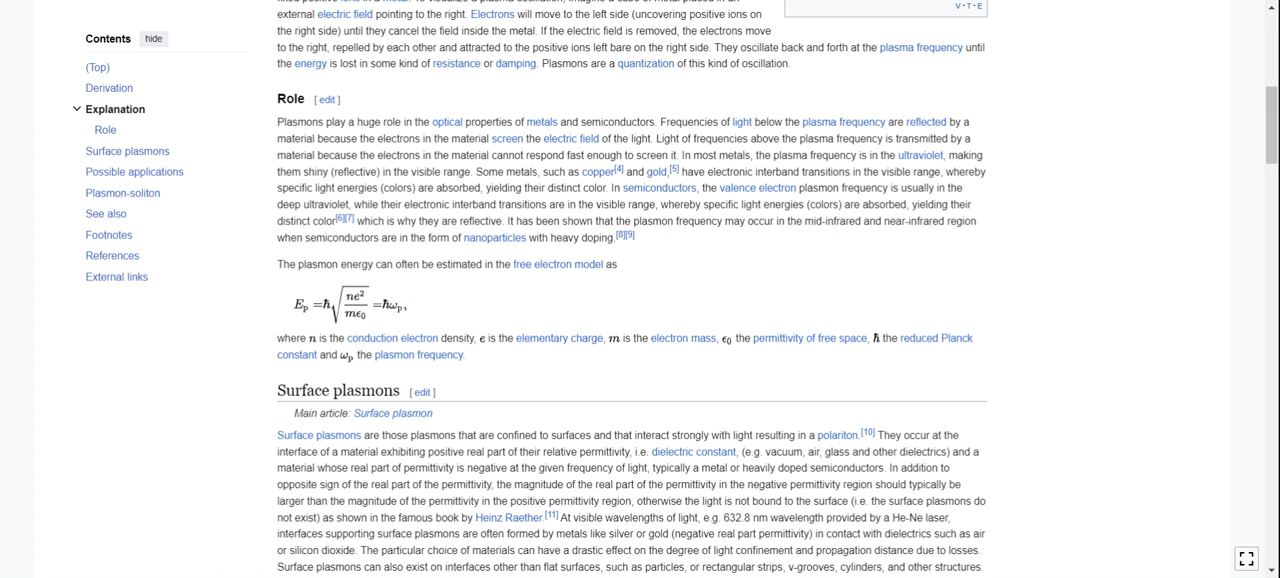 external electric field pointing to the right. Electrons will move to the left side (uncovering positive ions on
the right side) until they cancel the field inside the metal. If the electric field is removed, the electrons move
to the right, repelled by each other and attracted to the positive ions left bare on the right side. They oscillate back and forth at the plasma frequency until
the energy is lost in some kind of resistance or damping. Plasmons are a quantization of this kind of oscillation.
V·T·E
Contents hide
(Top)
Derivation
Explanation
Role
Surface plasmons
Possible applications
Plasmon-soliton
See also
Footnotes
References
External links
Role [ edit ]
Plasmons play a huge role in the optical properties of metals and semiconductors. Frequencies of light below the plasma frequency are reflected by a
material because the electrons in the material screen the electric field of the light. Light of frequencies above the plasma frequency is transmitted by a
material because the electrons in the material cannot respond fast enough to screen it. In most metals, the plasma frequency is in the ultraviolet, making
them shiny (reflective) in the visible range. Some metals, such as copper[4] and gold,[5] have electronic interband transitions in the visible range, whereby
specific light energies (colors) are absorbed, yielding their distinct color. In semiconductors, the valence electron plasmon frequency is usually in the
deep ultraviolet, while their electronic interband transitions are in the visible range, whereby specific light energies (colors) are absorbed, yielding their
distinct color[6][7] which is why they are reflective. It has been shown that the plasmon frequency may occur in the mid-infrared and near-infrared region
when semiconductors are in the form of nanoparticles with heavy doping.[8][9]
The plasmon energy can often be estimated in the free electron model as
Eₚ = ħ√(ne²/mϵ₀) = ħωₚ,
where n is the conduction electron density, e is the elementary charge, m is the electron mass, ϵ₀ the permittivity of free space, ħ the reduced Planck
constant and ωₚ the plasmon frequency.
Surface plasmons [ edit ]
Main article: Surface plasmon
Surface plasmons are those plasmons that are confined to surfaces and that interact strongly with light resulting in a polariton.[10] They occur at the
interface of a material exhibiting positive real part of their relative permittivity, i.e. dielectric constant, (e.g. vacuum, air, glass and other dielectrics) and a
material whose real part of permittivity is negative at the given frequency of light, typically a metal or heavily doped semiconductors. In addition to
opposite sign of the real part of the permittivity, the magnitude of the real part of the permittivity in the negative permittivity region should typically be
larger than the magnitude of the permittivity in the positive permittivity region, otherwise the light is not bound to the surface (i.e. the surface plasmons do
not exist) as shown in the famous book by Heinz Raether.[11] At visible wavelengths of light, e.g. 632.8 nm wavelength provided by a He-Ne laser,
interfaces supporting surface plasmons are often formed by metals like silver or gold (negative real part permittivity) in contact with dielectrics such as air
or silicon dioxide. The particular choice of materials can have a drastic effect on the degree of light confinement and propagation distance due to losses.
Surface plasmons can also exist on interfaces other than flat surfaces, such as particles, or rectangular strips, v-grooves, cylinders, and other structures.